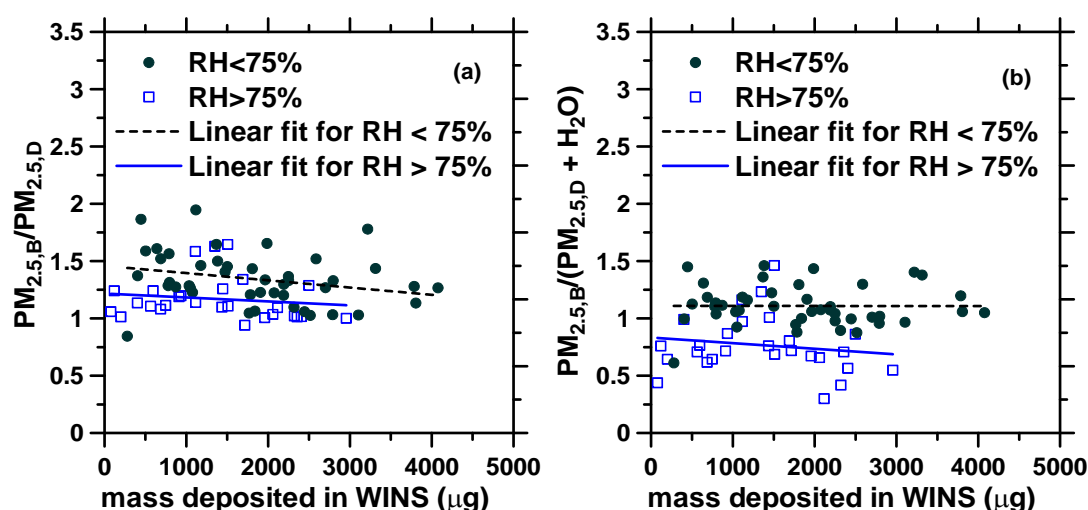 3.5
3
2.5
2
1.5
1
0.5
0
PM2.5,B/PM2.5,D
RH<75%
(a)
RH>75%
Linear fit for RH < 75%
Linear fit for RH > 75%
0 1000 2000 3000 4000 5000
mass deposited in WINS (μg)
3.5
3
2.5
2
1.5
1
0.5
0
PM2.5,B/(PM2.5,D + H2O)
RH<75%
(b)
RH>75%
Linear fit for RH < 75%
Linear fit for RH > 75%
0 1000 2000 3000 4000 5000
mass deposited in WINS (μg)